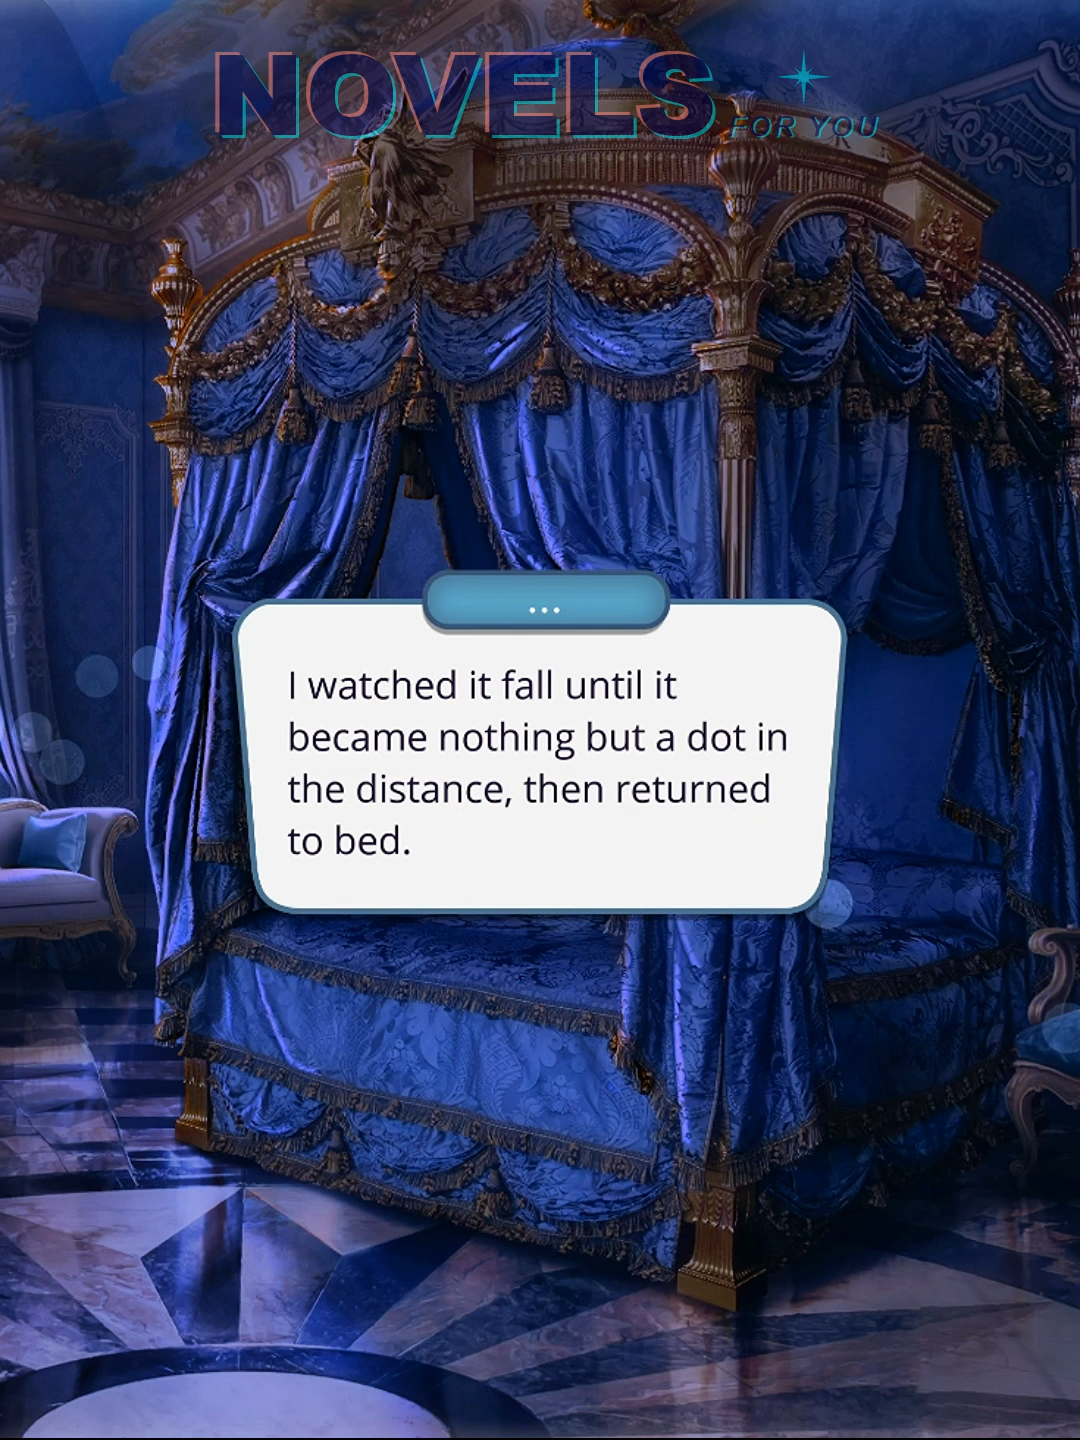 NOVELS
FOR YOU
...
I watched it fall until it
became nothing but a dot in
the distance, then returned
to bed.